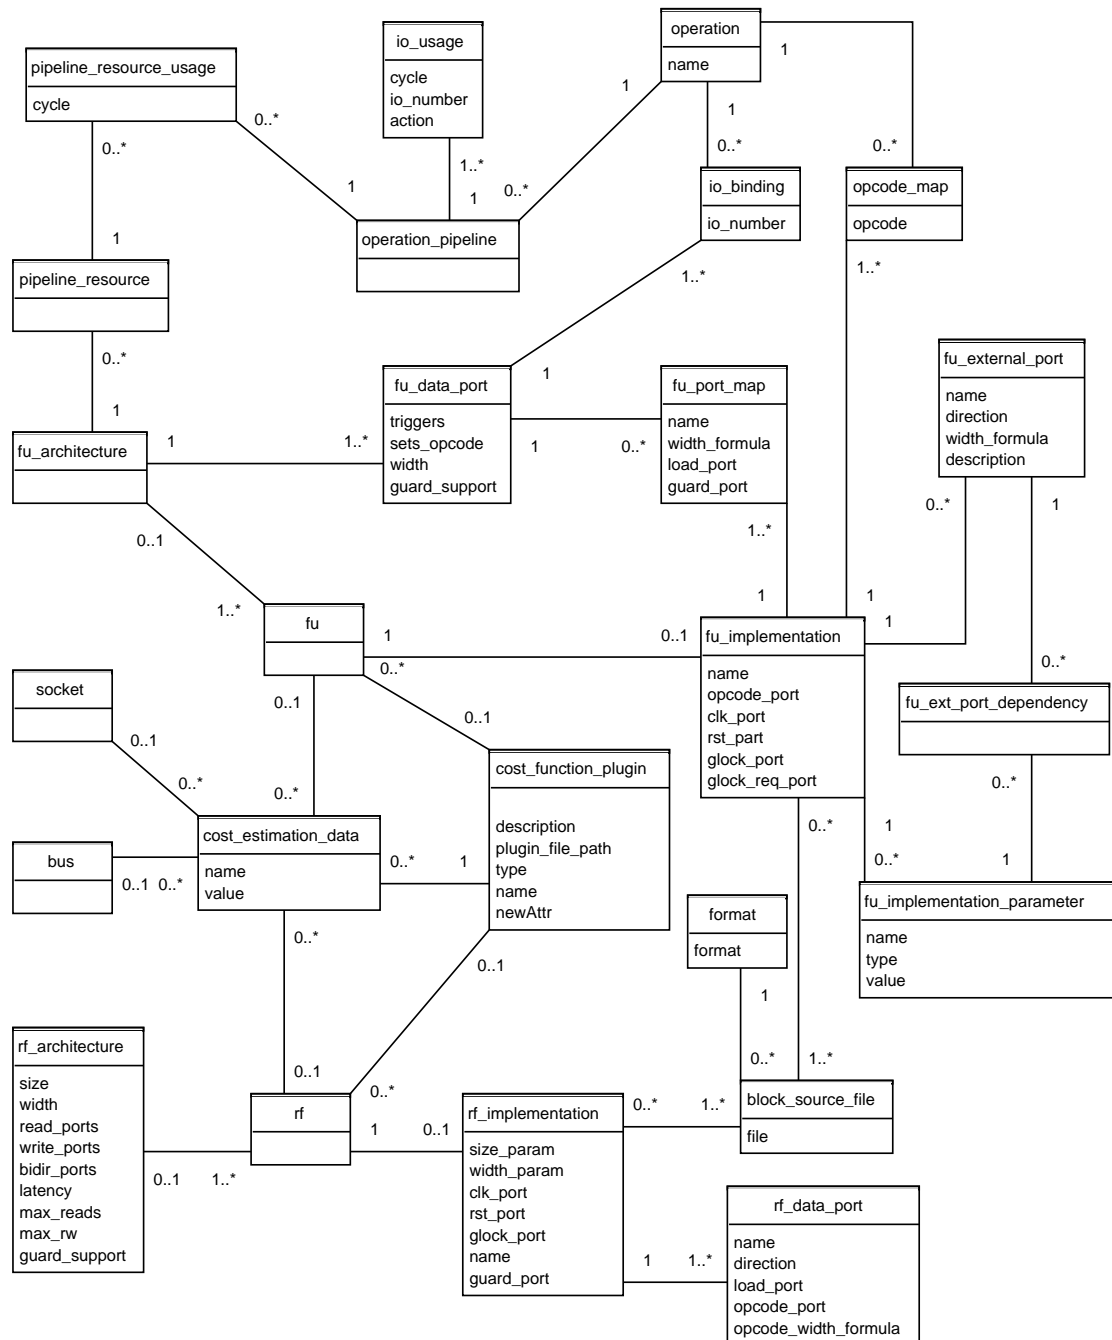 operation
name
1
io_usage
cycle
io_number
action
pipeline_resource_usage
cycle
0..*
1
1
0..*
0..*
0..*
1..*
1
1
0..*
io_binding
io_number
opcode_map
opcode
operation_pipeline
1
pipeline_resource
0..*
1..*
1..*
1
fu_architecture
1
1..*
fu_data_port
triggers
sets_opcode
width
guard_support
1
1
0..*
fu_port_map
name
width_formula
load_port
guard_port
fu_external_port
name
direction
width_formula
description
0..*
1
1..*
0..1
1..*
fu
1
0..*
0..1
1
1
1
fu_implementation
name
opcode_port
clk_port
rst_part
glock_port
glock_req_port
0..*
fu_ext_port_dependency
socket
0..1
0..1
0..1
0..*
0..*
cost_function_plugin
description
plugin_file_path
type
name
newAttr
0..*
cost_estimation_data
name
value
bus
0..1
0..*
0..*
1
0..*
1
0..*
1
fu_implementation_parameter
name
type
value
format
format
0..*
0..1
1
rf_architecture
size
width
read_ports
write_ports
bidir_ports
latency
max_reads
max_rw
guard_support
0..1
0..*
0..*
1..*
rf
0..1
1..*
1
0..1
rf_implementation
size_param
width_param
clk_port
rst_port
glock_port
name
guard_port
0..*
1..*
block_source_file
file
1
1..*
rf_data_port
name
direction
load_port
opcode_port
opcode_width_formula